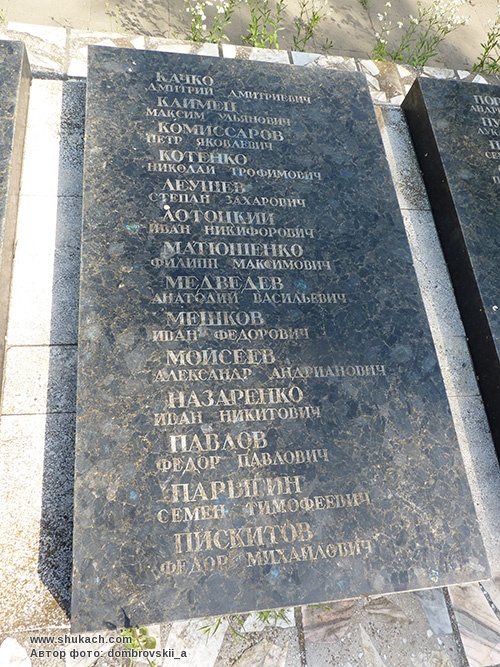 КАЧКО
ДМИТРИЙ ДМИТРИЕВИЧ
КЛИМЕЦ
МАКСИМ УЛЬЯНОВИЧ
КОМИССАРОВ
ПЕТР ЯКОВЛЕВИЧ
КОТЕНКО
НИКОЛАЙ ТРОФИМОВИЧ
ЛЕУШЕВ
СТЕПАН ЗАХАРОВИЧ
ЛОТОЦКИЙ
ИВАН НИКИФОРОВИЧ
МАТЮШЕНКО
ФИЛИПП МАКСИМОВИЧ
МЕДВЕДЕВ
АНАТОЛИЙ ВАСИЛЬЕВИЧ
МЕШКОВ
ИВАН ФЕДОРОВИЧ
МОИСЕЕВ
АЛЕКСАНДР АНДРИАНОВИЧ
НАЗАРЕНКО
ИВАН НИКИТОВИЧ
ПАВЛОВ
ФЕДОР ПАВЛОВИЧ
ПАРЫГИН
СЕМЕН ТИМОФЕЕВИЧ
ПИСКИТОВ
ФЕДОР МИХАЙЛОВИЧ
www.shukach.com
Автор фото: dombrovskii_a